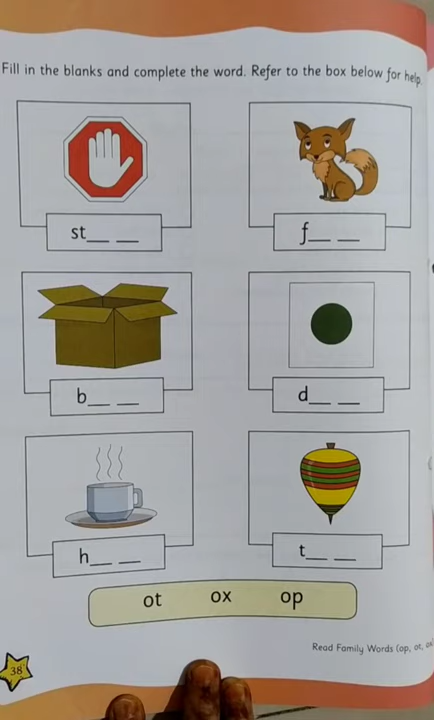 Fill in the blanks and complete the word. Refer to the box below for help.
st__ __
f__ __
b__ __
d__ __
h__ __
t__ __
ot ox op
Read Family Words (op, ot, ox
38